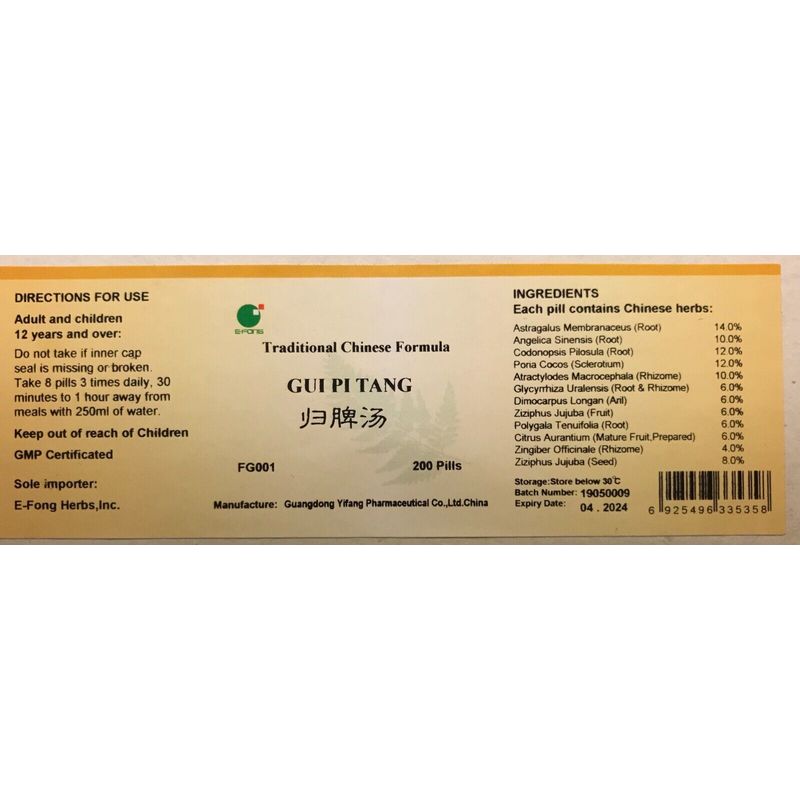 DIRECTIONS FOR USE
Adult and children
12 years and over:
Do not take if inner cap
seal is missing or broken.
Take 8 pills 3 times daily, 30
minutes to 1 hour away from
meals with 250ml of water.
Keep out of reach of Children
GMP Certificated
Sole importer:
E-Fong Herbs,Inc.
E-FONG
Traditional Chinese Formula
GUI PI TANG
归脾汤
FG001 200 Pills
Manufacture: Guangdong Yifang Pharmaceutical Co.,Ltd.China
INGREDIENTS
Each pill contains Chinese herbs:
Astragalus Membranaceus (Root) 14.0%
Angelica Sinensis (Root) 10.0%
Codonopsis Pilosula (Root) 12.0%
Poria Cocos (Sclerotium) 12.0%
Atractylodes Macrocephala (Rhizome) 10.0%
Glycyrrhiza Uralensis (Root & Rhizome) 6.0%
Dimocarpus Longan (Aril) 6.0%
Ziziphus Jujuba (Fruit) 6.0%
Polygala Tenuifolia (Root) 6.0%
Citrus Aurantium (Mature Fruit,Prepared) 6.0%
Zingiber Officinale (Rhizome) 4.0%
Ziziphus Jujuba (Seed) 8.0%
Storage:Store below 30℃
Batch Number: 19050009
Expiry Date: 04 . 2024
6 925496 335358